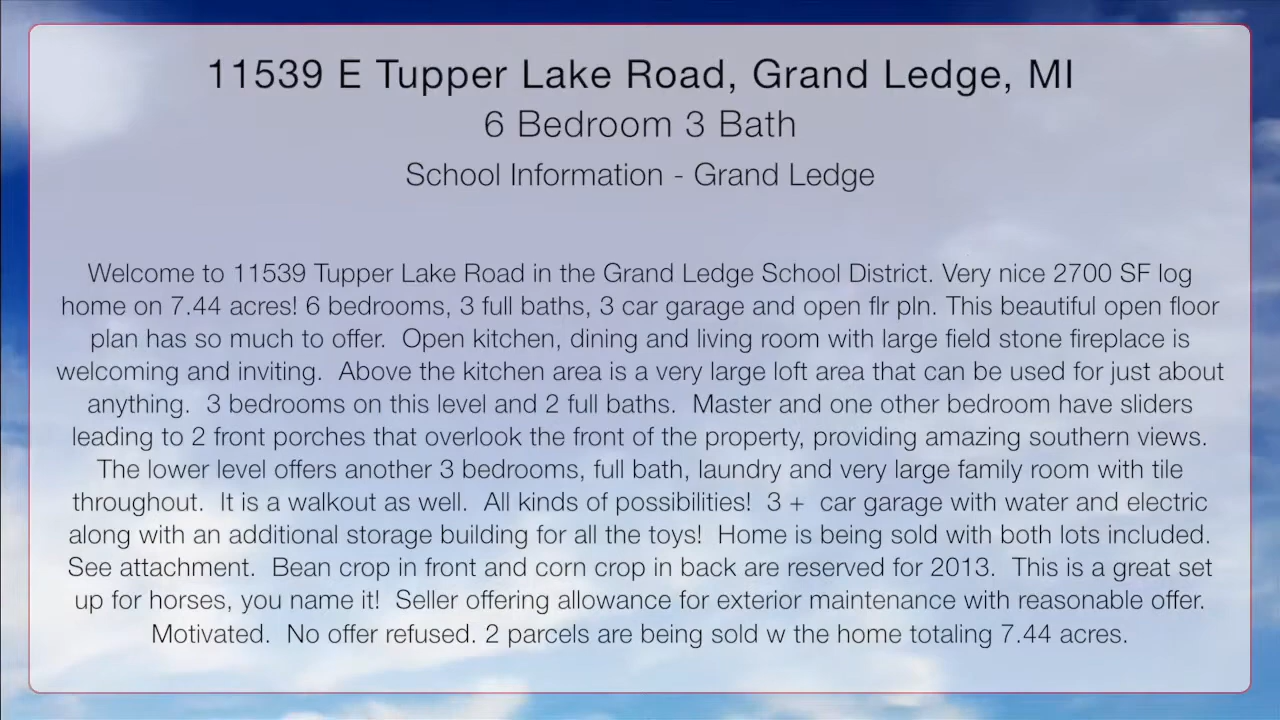 11539 E Tupper Lake Road, Grand Ledge, MI
6 Bedroom 3 Bath
School Information - Grand Ledge
Welcome to 11539 Tupper Lake Road in the Grand Ledge School District. Very nice 2700 SF log
home on 7.44 acres! 6 bedrooms, 3 full baths, 3 car garage and open flr pln. This beautiful open floor
plan has so much to offer.  Open kitchen, dining and living room with large field stone fireplace is
welcoming and inviting.  Above the kitchen area is a very large loft area that can be used for just about
anything.  3 bedrooms on this level and 2 full baths.  Master and one other bedroom have sliders
leading to 2 front porches that overlook the front of the property, providing amazing southern views.
The lower level offers another 3 bedrooms, full bath, laundry and very large family room with tile
throughout.  It is a walkout as well.  All kinds of possibilities!  3 +  car garage with water and electric
along with an additional storage building for all the toys!  Home is being sold with both lots included.
See attachment.  Bean crop in front and corn crop in back are reserved for 2013.  This is a great set
up for horses, you name it!  Seller offering allowance for exterior maintenance with reasonable offer.
Motivated.  No offer refused. 2 parcels are being sold w the home totaling 7.44 acres.